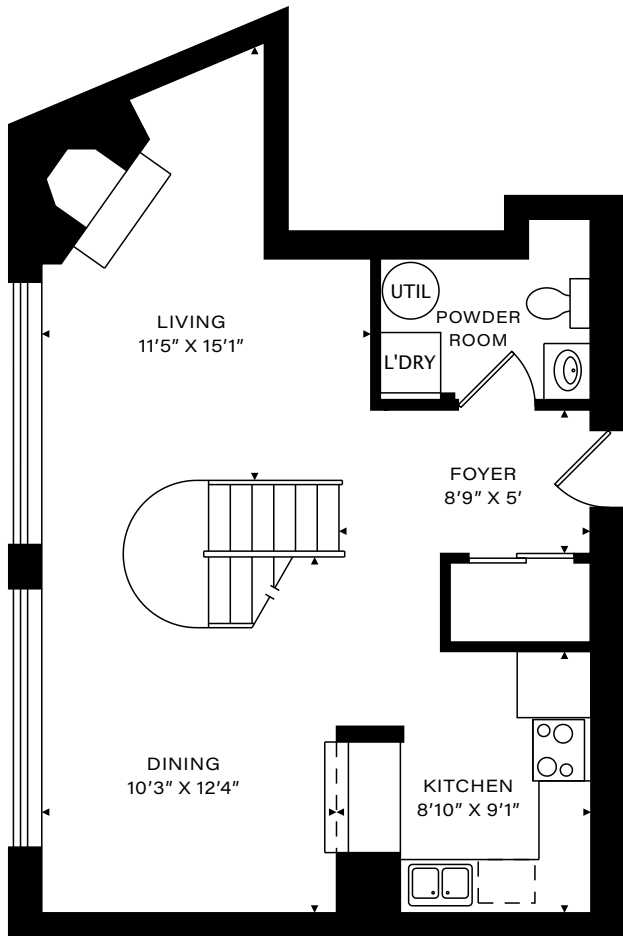 UTIL
POWDER
ROOM
LIVING
11'5" X 15'1"
L'DRY
FOYER
8'9" X 5'
DINING
10'3" X 12'4"
KITCHEN
8'10" X 9'1"